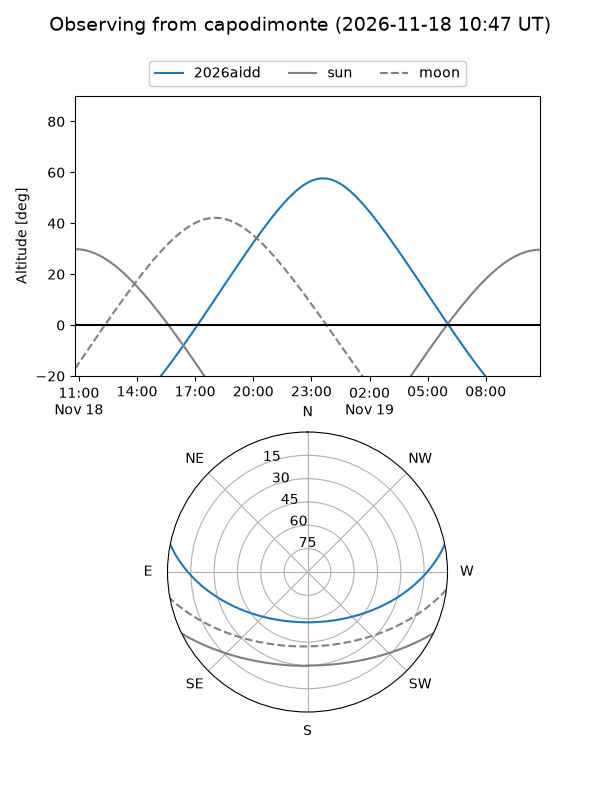 Observing from capodimonte (2026-11-18 10:47 UT)
2026aidd sun moon
Altitude [deg]
80
60
40
20
0
−20
11:00 14:00 17:00 20:00 23:00 02:00 05:00 08:00
Nov 18 Nov 19
N
NE NW
15
30
45
60
75
E W
SE SW
S